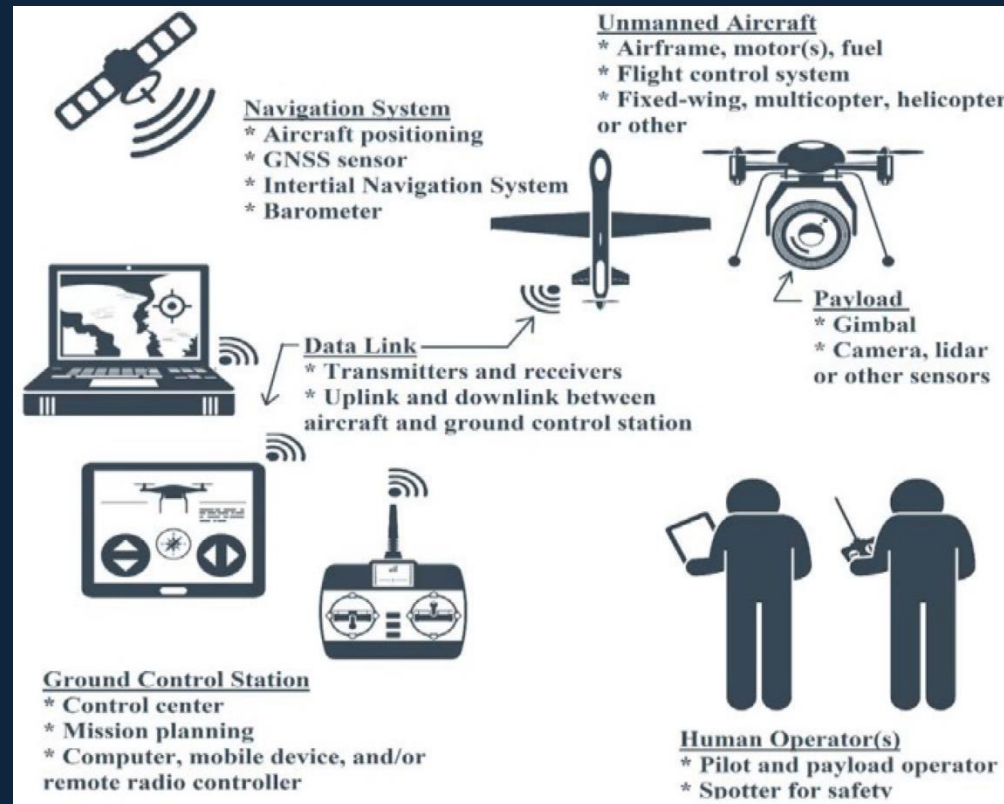 Unmanned Aircraft
* Airframe, motor(s), fuel
* Flight control system
* Fixed-wing, multicopter, helicopter
or other
Navigation System
* Aircraft positioning
* GNSS sensor
* Intertial Navigation System
* Barometer
Payload
* Gimbal
* Camera, lidar
or other sensors
Data Link
* Transmitters and receivers
* Uplink and downlink between
aircraft and ground control station
Ground Control Station
* Control center
* Mission planning
* Computer, mobile device, and/or
remote radio controller
Human Operator(s)
* Pilot and payload operator
* Spotter for safety